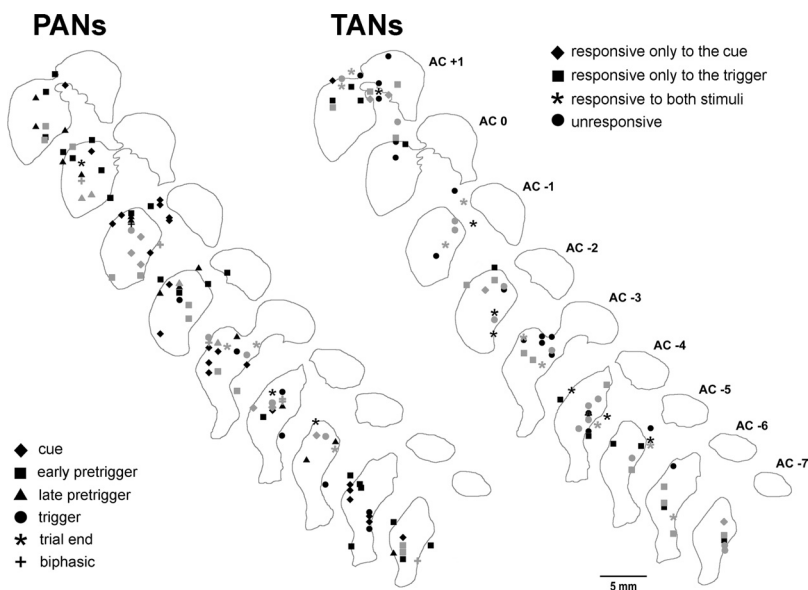 PANs
TANs
AC +1
AC 0
AC -1
AC -2
AC -3
AC -4
AC -5
AC -6
AC -7
responsive only to the cue
responsive only to the trigger
responsive to both stimuli
unresponsive
cue
early pretrigger
late pretrigger
trigger
trial end
biphasic
5 mm